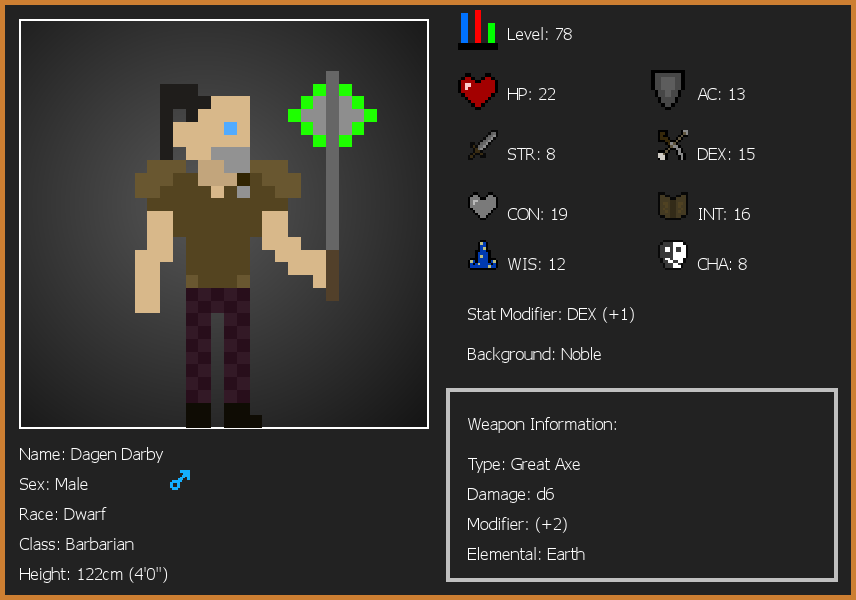 Level: 78
HP: 22
AC: 13
STR: 8
DEX: 15
CON: 19
INT: 16
WIS: 12
CHA: 8
Stat Modifier: DEX (+1)
Background: Noble
Weapon Information:
Type: Great Axe
Damage: d6
Modifier: (+2)
Elemental: Earth
Name: Dagen Darby
Sex: Male
Race: Dwarf
Class: Barbarian
Height: 122cm (4'0")